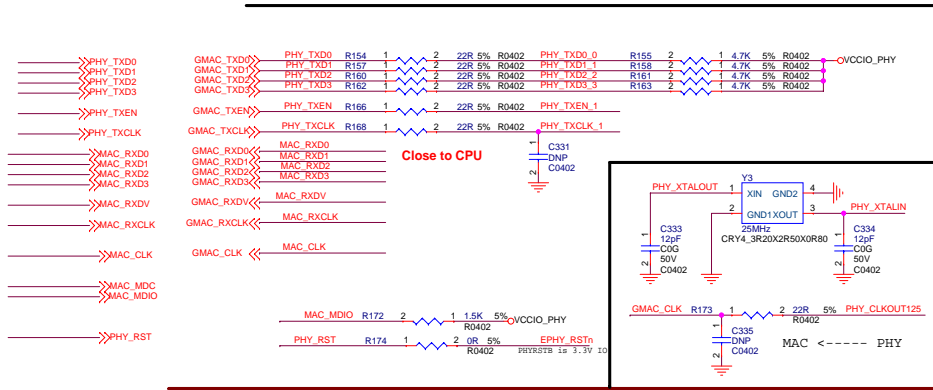 PHY_TXD0 GMAC_TXD0 PHY_TXD0 R154 1 2 22R 5% R0402 PHY_TXD0_0 R155 2 1 4.7K 5% R0402 VCCIO_PHY
PHY_TXD1 GMAC_TXD1 PHY_TXD1 R157 1 2 22R 5% R0402 PHY_TXD1_1 R158 2 1 4.7K 5% R0402
PHY_TXD2 GMAC_TXD2 PHY_TXD2 R160 1 2 22R 5% R0402 PHY_TXD2_2 R161 2 1 4.7K 5% R0402
PHY_TXD3 GMAC_TXD3 PHY_TXD3 R162 1 2 22R 5% R0402 PHY_TXD3_3 R163 2 1 4.7K 5% R0402
PHY_TXEN GMAC_TXEN PHY_TXEN R166 1 2 22R 5% R0402 PHY_TXEN_1
PHY_TXCLK GMAC_TXCLK PHY_TXCLK R168 1 2 22R 5% R0402 PHY_TXCLK_1
MAC_RXD0 GMAC_RXD0 MAC_RXD0
MAC_RXD1 GMAC_RXD1 MAC_RXD1
MAC_RXD2 GMAC_RXD2 MAC_RXD2
MAC_RXD3 GMAC_RXD3 MAC_RXD3
Close to CPU
1 2 C331
DNP
C0402
MAC_RXDV GMAC_RXDV MAC_RXDV
MAC_RXCLK GMAC_RXCLK MAC_RXCLK
MAC_CLK GMAC_CLK MAC_CLK
MAC_MDC
MAC_MDIO
PHY_RST
MAC_MDIO R172 2 1 1.5K 5% VCCIO_PHY
R0402
PHY_RST R174 1 2 0R 5% EPHY_RSTn
R0402 PHYRSTB is 3.3V IO
Y3
PHY_XTALOUT 1 XIN GND2 4
2 GND1 XOUT 3 PHY_XTALIN
25MHz
CRY4_3R20X2R50X0R80
1 2 C333
12pF
C0G
50V
C0402
1 2 C334
12pF
C0G
50V
C0402
GMAC_CLK R173 1 2 22R 5% PHY_CLKOUT125
R0402
1 2 C335
DNP
C0402
MAC <----- PHY